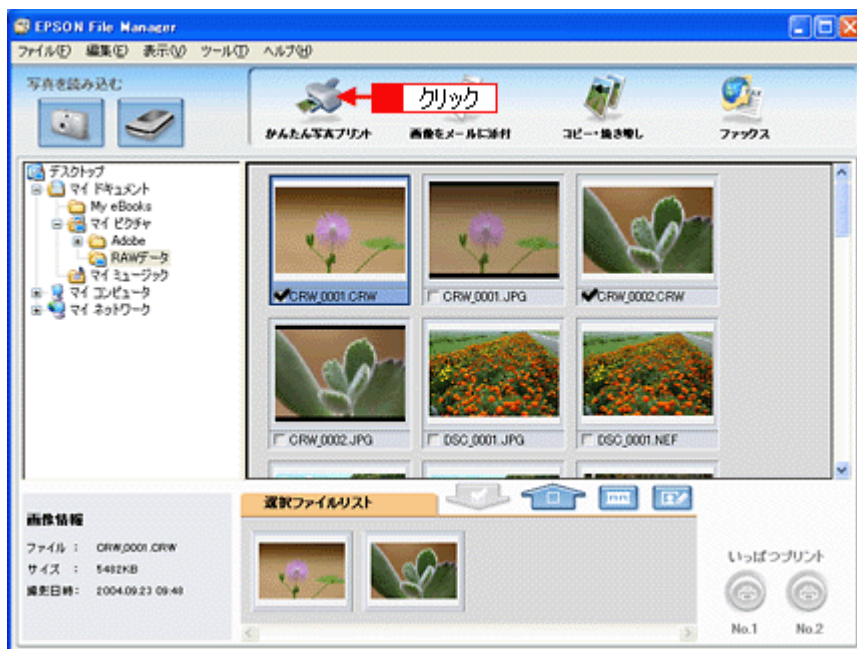 EPSON File Manager
ファイル(F) 編集(E) 表示(V) ツール(T) ヘルプ(H)
写真を読み込む
クリック
かんたん写真プリント 画像をメールに添付 コピー・焼き増し ファックス
デスクトップ
マイ ドキュメント
My eBooks
マイ ピクチャ
Adobe
RAWデータ
マイ ミュージック
マイ コンピュータ
マイ ネットワーク
CRW_0001.CRW CRW_0001.JPG CRW_0002.CRW
CRW_0002.JPG DSC_0001.JPG DSC_0001.NEF
選択ファイルリスト
画像情報
ファイル : CRW_0001.CRW
サイズ : 5482KB
撮影日時: 2004.09.23 09:48
いっぱつプリント
No.1 No.2